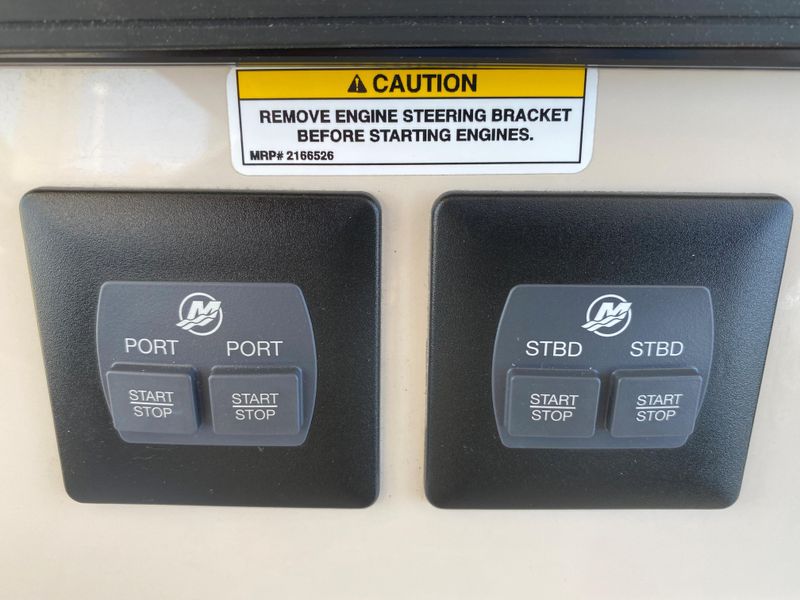 CAUTION
REMOVE ENGINE STEERING BRACKET
BEFORE STARTING ENGINES.
MRP# 2166526
PORT PORT
START
STOP
START
STOP
STBD STBD
START
STOP
START
STOP